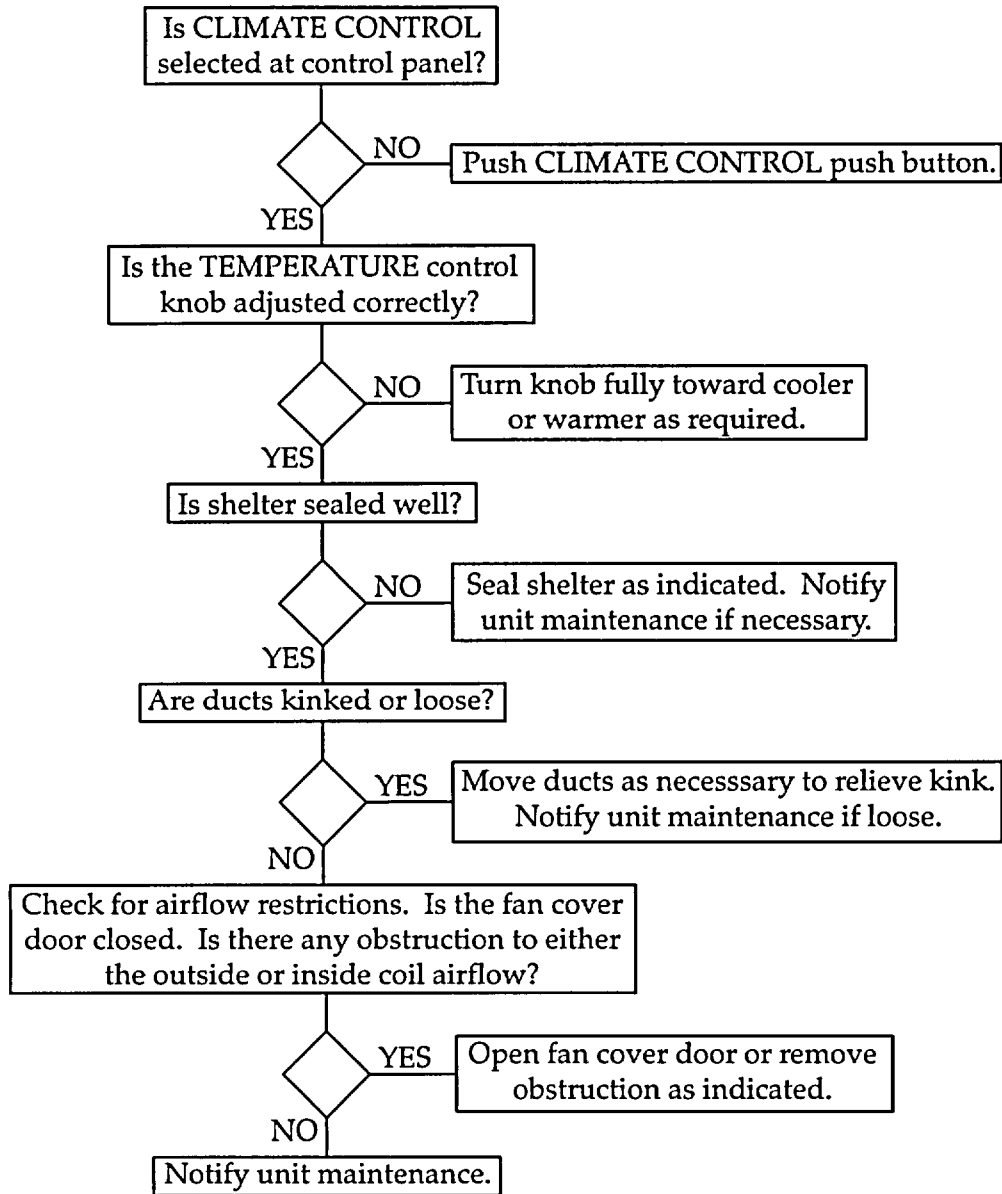 Is CLIMATE CONTROL
selected at control panel?
NO
Push CLIMATE CONTROL push button.
YES
Is the TEMPERATURE control
knob adjusted correctly?
NO
Turn knob fully toward cooler
or warmer as required.
YES
Is shelter sealed well?
NO
Seal shelter as indicated. Notify
unit maintenance if necessary.
YES
Are ducts kinked or loose?
YES
Move ducts as necesssary to relieve kink.
Notify unit maintenance if loose.
NO
Check for airflow restrictions. Is the fan cover
door closed. Is there any obstruction to either
the outside or inside coil airflow?
YES
Open fan cover door or remove
obstruction as indicated.
NO
Notify unit maintenance.